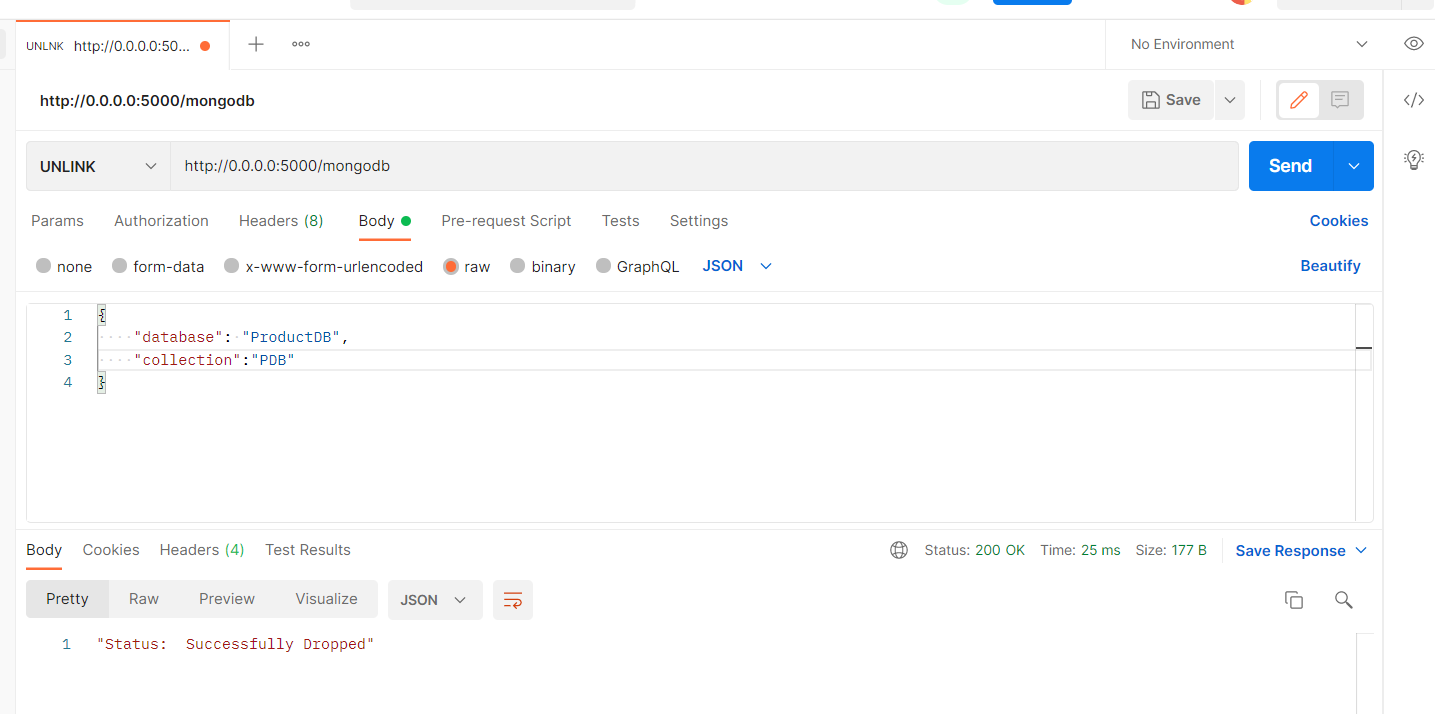 UNLNK http://0.0.0.0:50...
No Environment
http://0.0.0.0:5000/mongodb
Save
UNLINK http://0.0.0.0:5000/mongodb Send
Params Authorization Headers (8) Body Pre-request Script Tests Settings Cookies
none form-data x-www-form-urlencoded raw binary GraphQL JSON Beautify
1 {
2 "database": "ProductDB",
3 "collection":"PDB"
4 }
Body Cookies Headers (4) Test Results Status: 200 OK Time: 25 ms Size: 177 B Save Response
Pretty Raw Preview Visualize JSON
1 "Status:  Successfully Dropped"